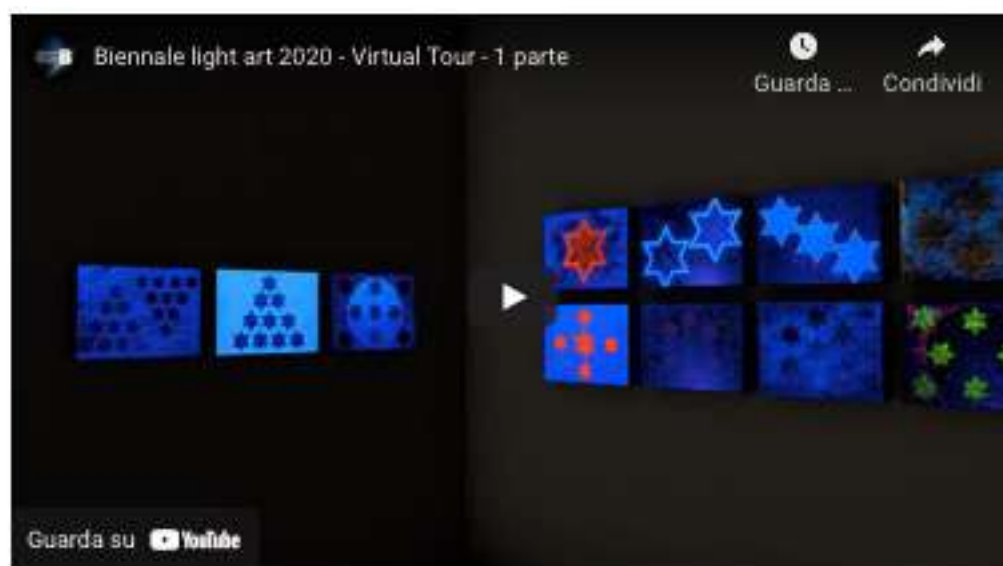 Biennale light art 2020 - Virtual Tour - 1 parte
Guarda ...
Condividi
Guarda su YouTube